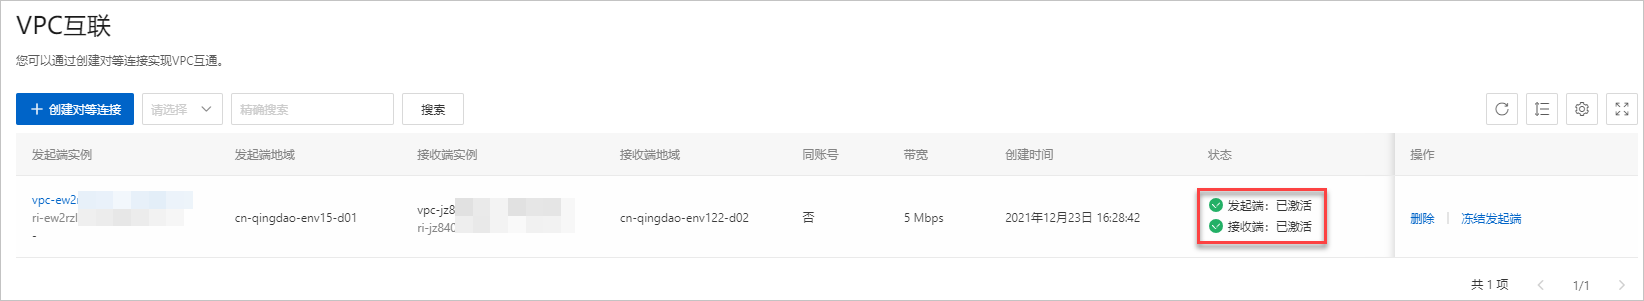 VPC互联
您可以通过创建对等连接实现VPC互通。
创建对等连接 请选择 精确搜索 搜索
发起端实例 发起端地域 接收端实例 接收端地域 同账号 带宽 创建时间 状态 操作
vpc-ew2r vpc-jz8 发起端：已激活
ri-ew2rzl cn-qingdao-env15-d01 ri-jz840 cn-qingdao-env122-d02 否 5 Mbps 2021年12月23日 16:28:42 接收端：已激活 删除 冻结发起端
-
共 1 项 1/1